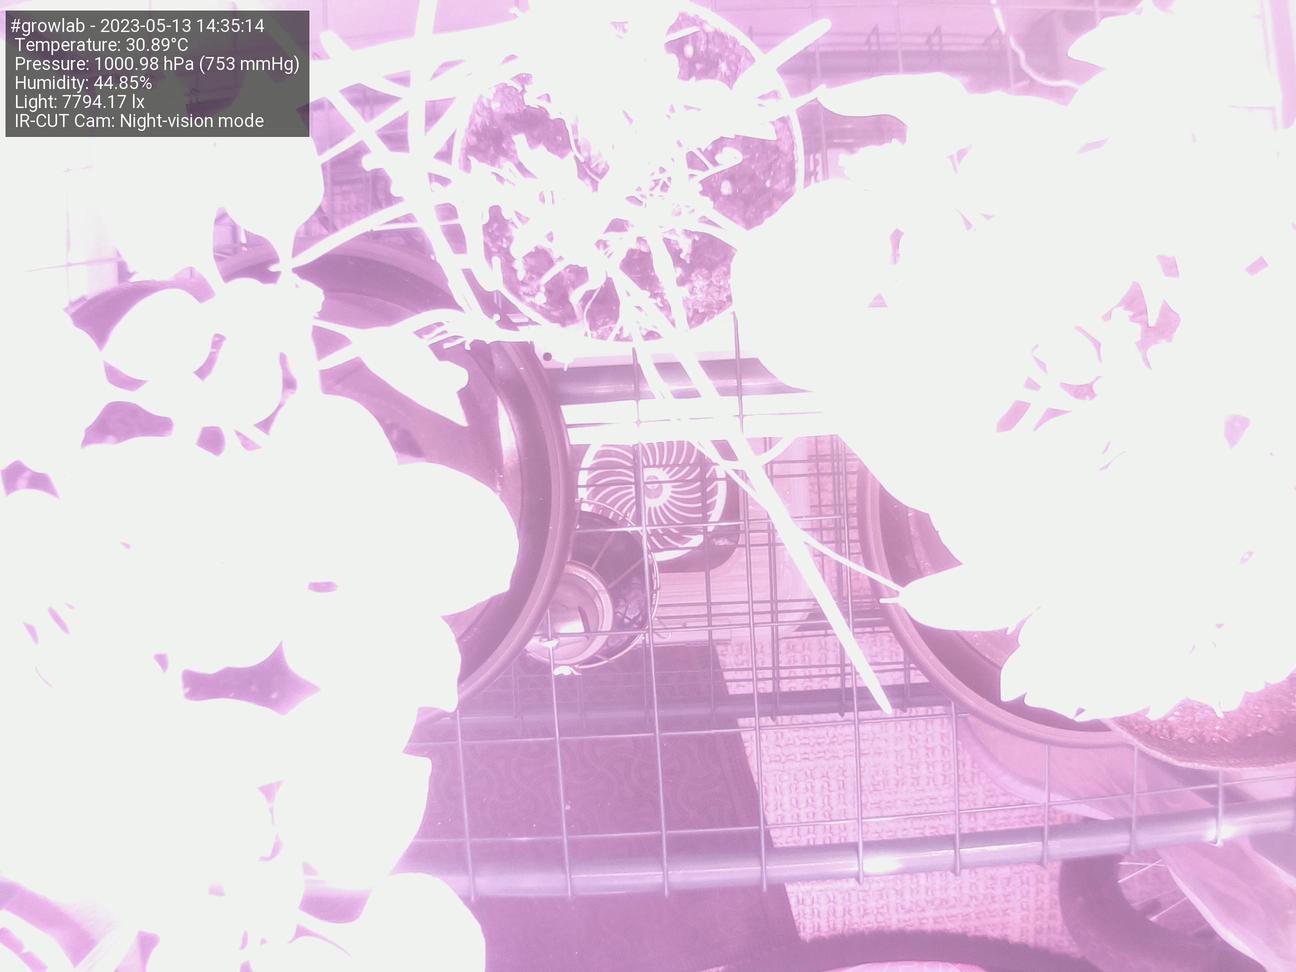 #growlab - 2023-05-13 14:35:14
Temperature: 30.89°C
Pressure: 1000.98 hPa (753 mmHg)
Humidity: 44.85%
Light: 7794.17 lx
IR-CUT Cam: Night-vision mode